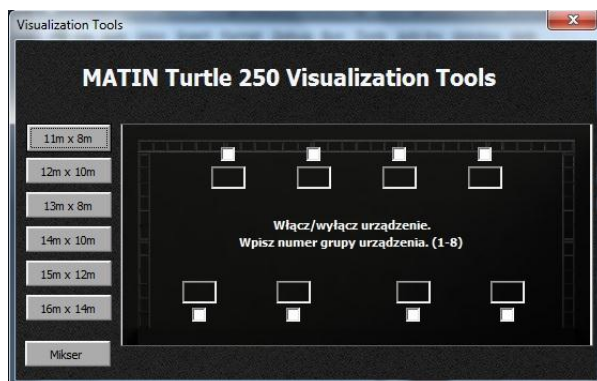 Visualization Tools
MATIN Turtle 250 Visualization Tools
11m x 8m
12m x 10m
13m x 8m
14m x 10m
15m x 12m
16m x 14m
Mikser
Włącz/wyłącz urządzenie.
Wpisz numer grupy urządzenia. (1-8)